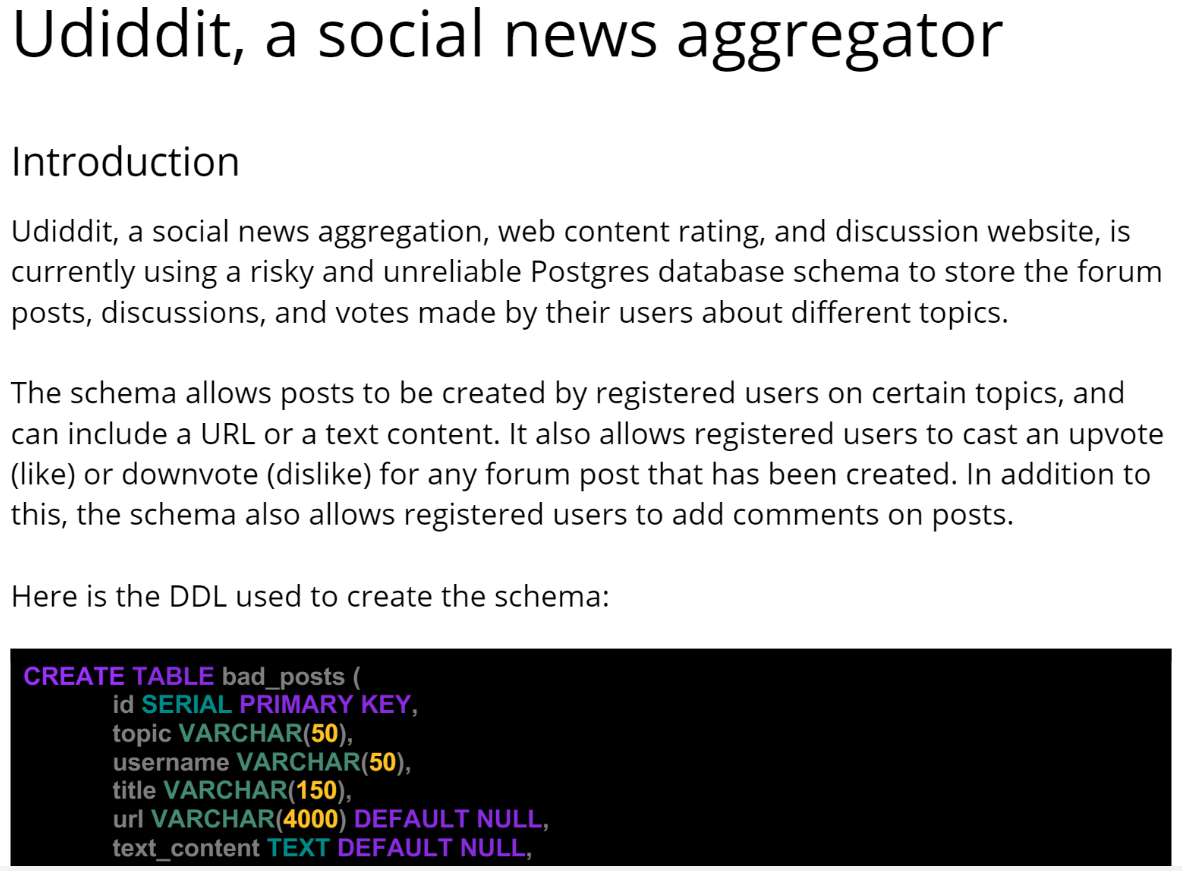 Udiddit, a social news aggregator
Introduction
Udiddit, a social news aggregation, web content rating, and discussion website, is
currently using a risky and unreliable Postgres database schema to store the forum
posts, discussions, and votes made by their users about different topics.
The schema allows posts to be created by registered users on certain topics, and
can include a URL or a text content. It also allows registered users to cast an upvote
(like) or downvote (dislike) for any forum post that has been created. In addition to
this, the schema also allows registered users to add comments on posts.
Here is the DDL used to create the schema:
CREATE TABLE bad_posts (
id SERIAL PRIMARY KEY,
topic VARCHAR(50),
username VARCHAR(50),
title VARCHAR(150),
url VARCHAR(4000) DEFAULT NULL,
text_content TEXT DEFAULT NULL,